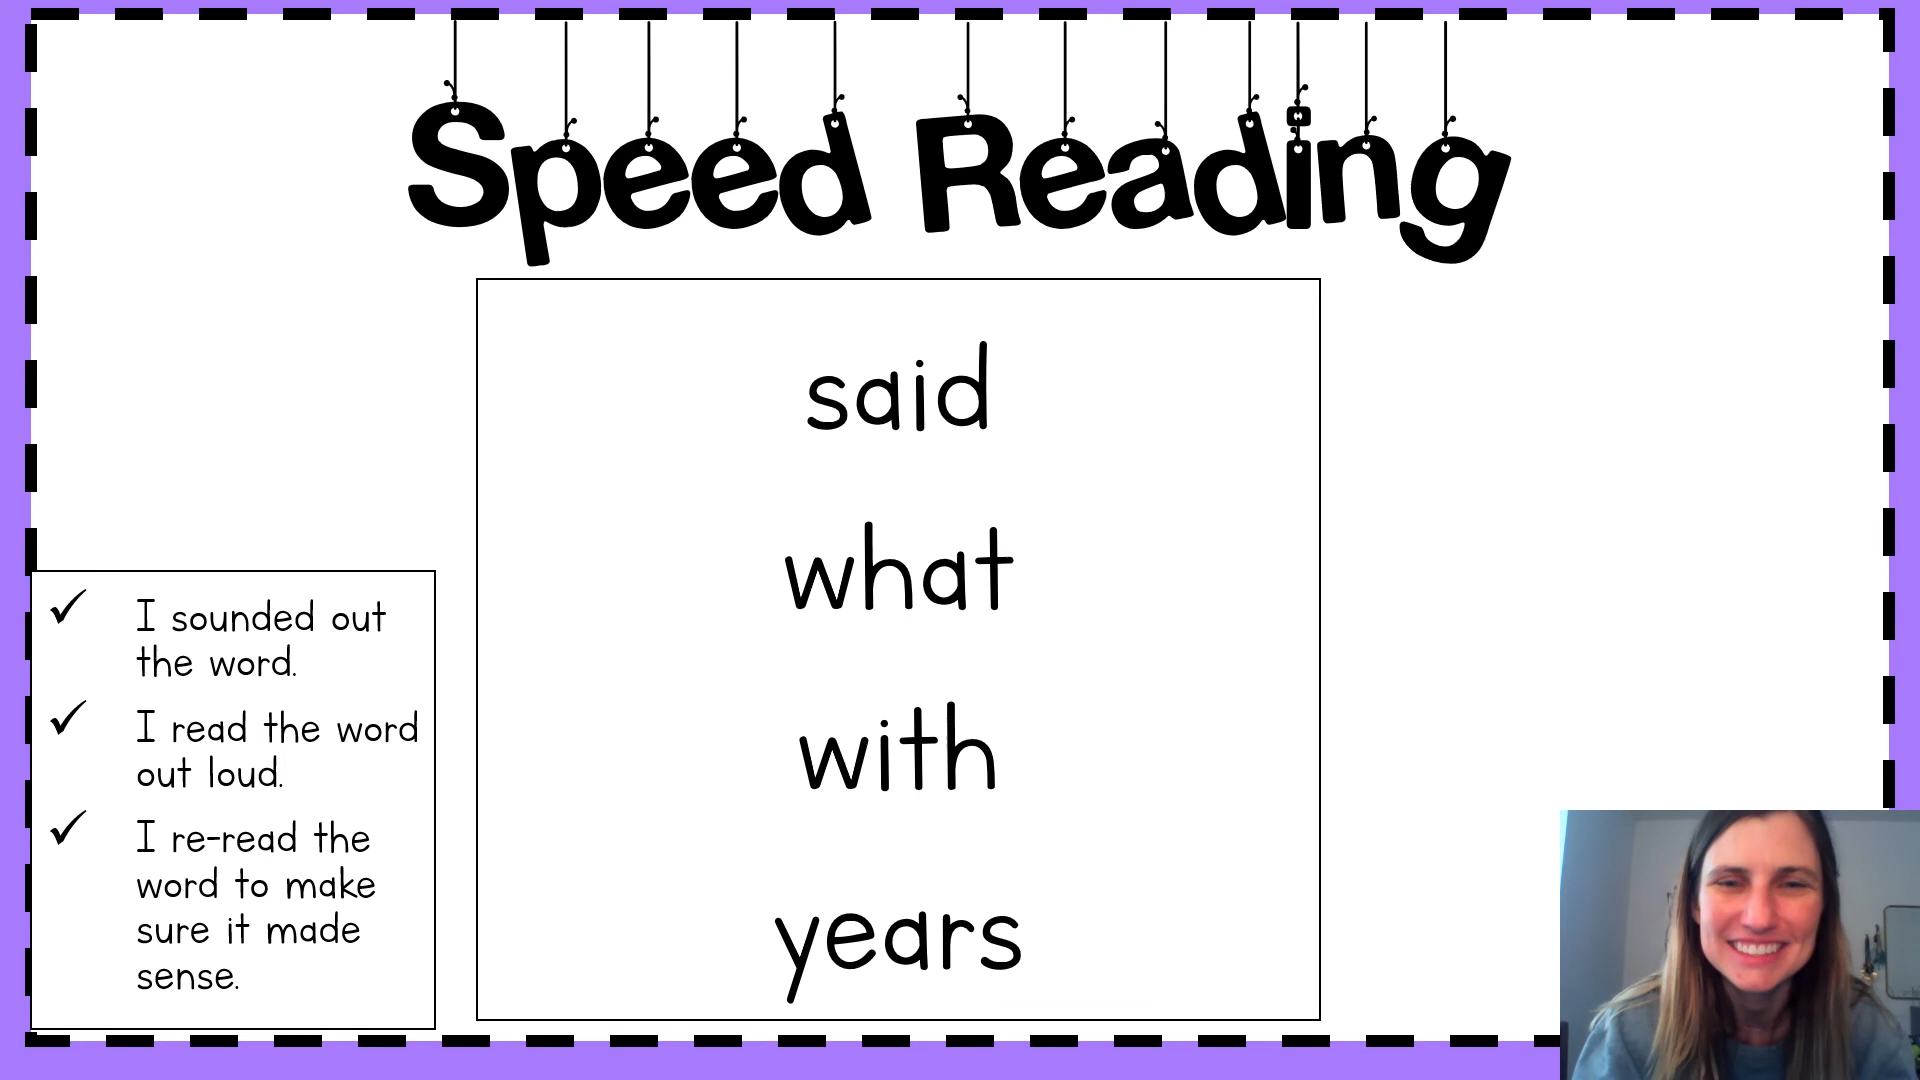 Speed Reading
said
what
with
years
✓ I sounded out
the word.
✓ I read the word
out loud.
✓ I re-read the
word to make
sure it made
sense.